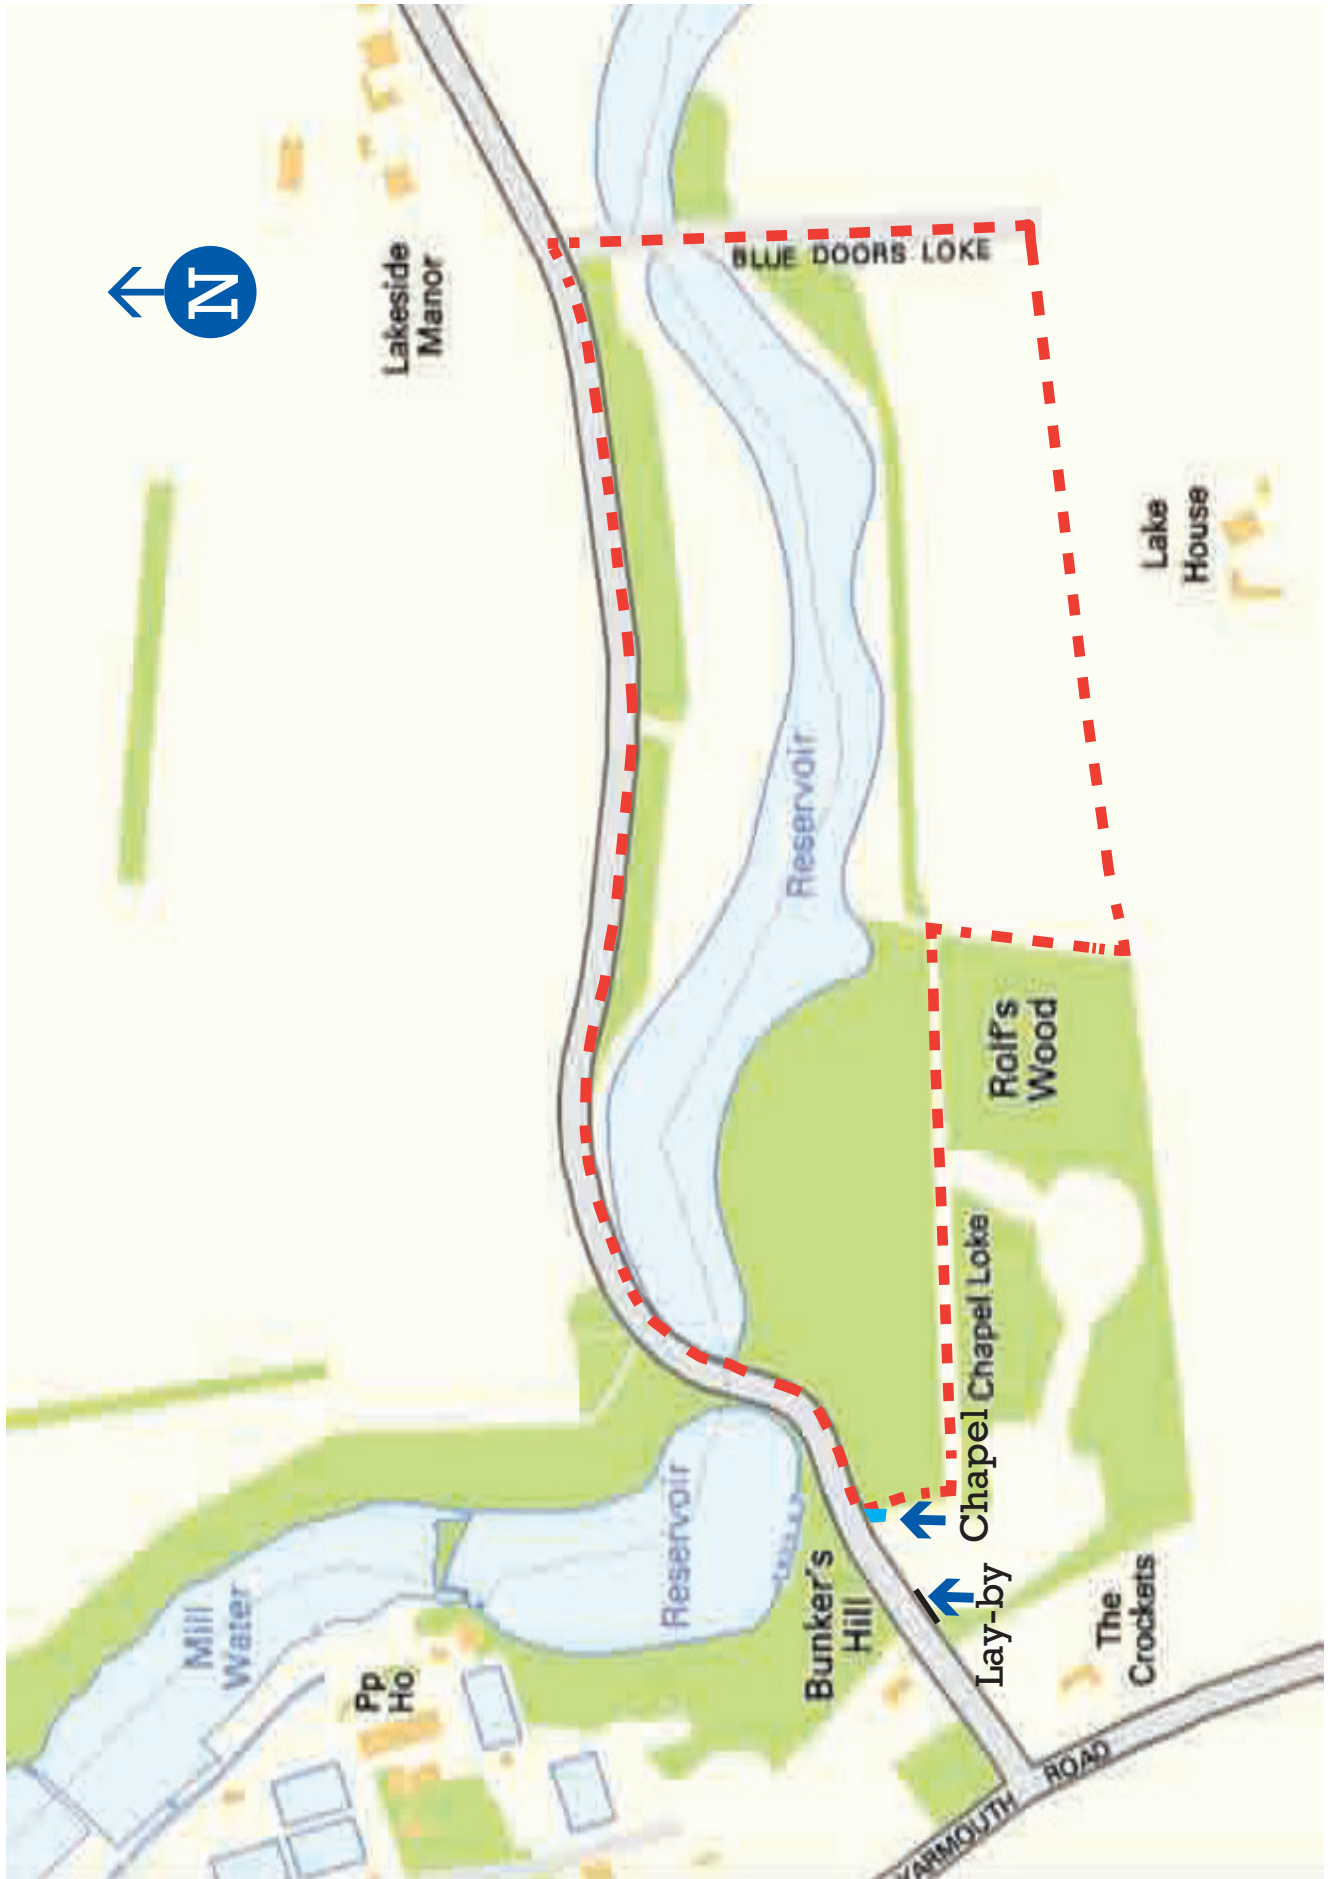 N
Lakeside
Manor
BLUE DOORS LOKE
Lake
House
Reservoir
Rolf's
Wood
Chapel Loke
Chapel
Reservoir
Mill
Water
Bunker's
Hill
Lay-by
Pp
Ho
The
Crockets
YARMOUTH ROAD